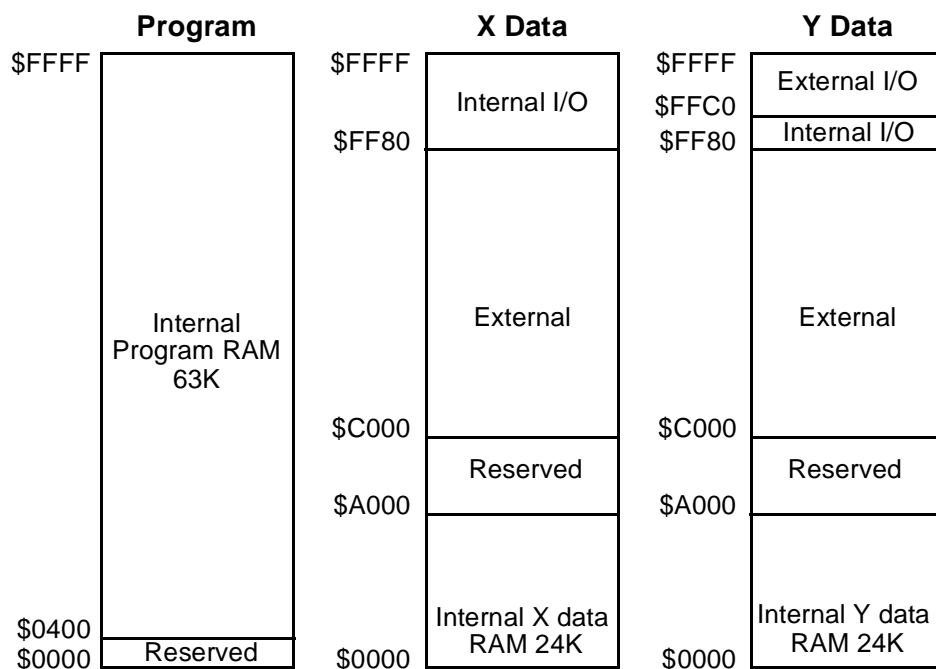 Program
$FFFF
Internal
Program RAM
63K
$0400
Reserved
$0000
X Data
$FFFF
Internal I/O
$FF80
External
$C000
Reserved
$A000
Internal X data
RAM 24K
$0000
Y Data
$FFFF
External I/O
$FFC0
Internal I/O
$FF80
External
$C000
Reserved
$A000
Internal Y data
RAM 24K
$0000